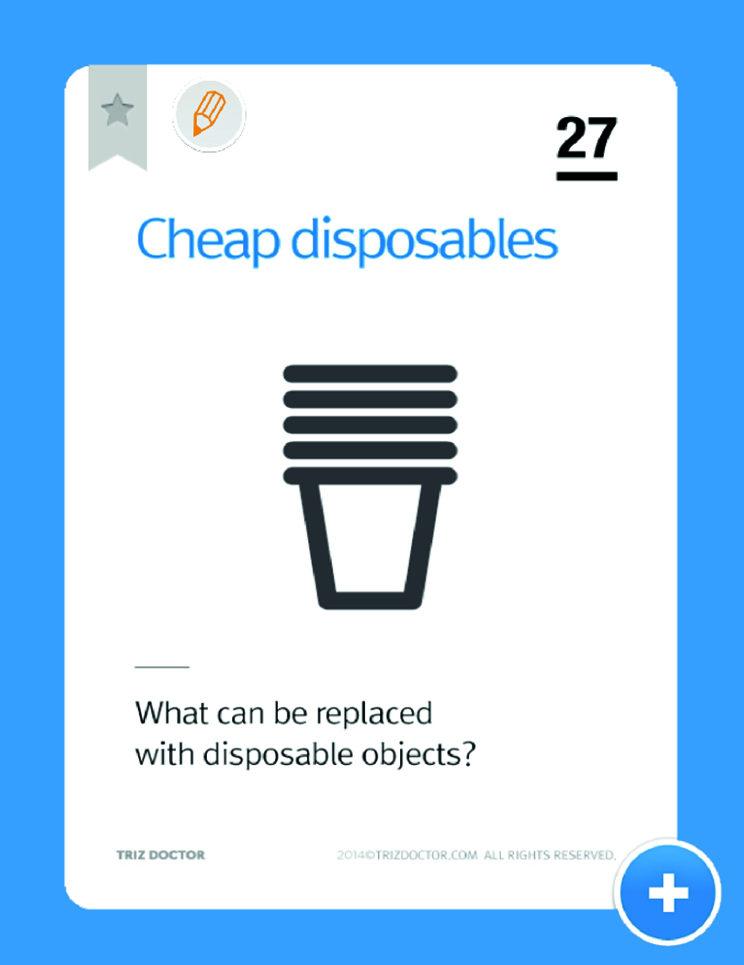 27
Cheap disposables
What can be replaced
with disposable objects?
TRIZ DOCTOR
2014©TRIZDOCTOR.COM ALL RIGHTS RESERVED.